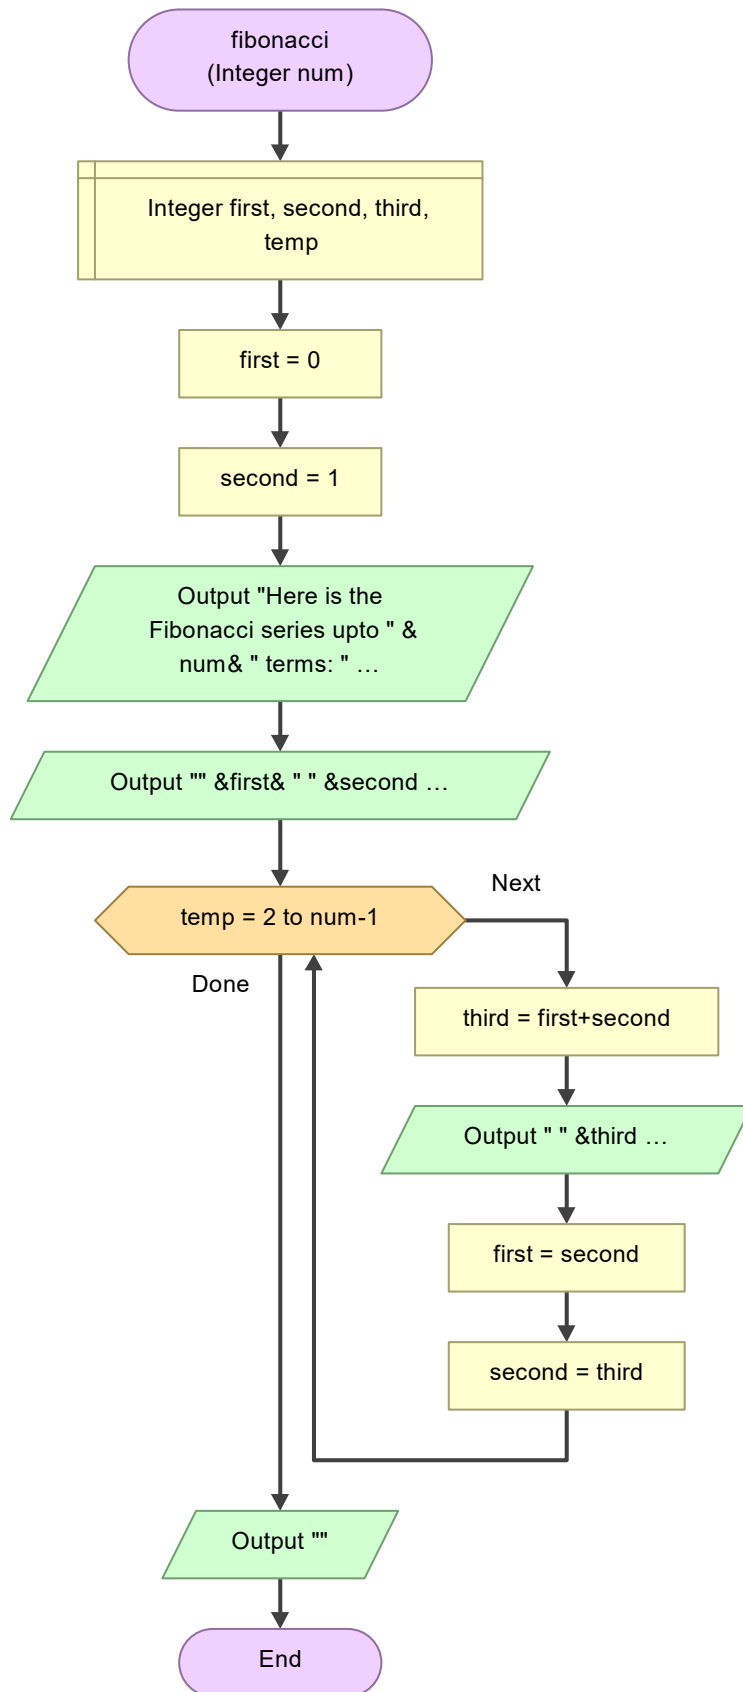 fibonacci
(Integer num)
Integer first, second, third,
temp
first = 0
second = 1
Output "Here is the
Fibonacci series upto " &
num& " terms: " …
Output "" &first& " " &second …
temp = 2 to num-1
Next
Done
third = first+second
Output " " &third …
first = second
second = third
Output ""
End